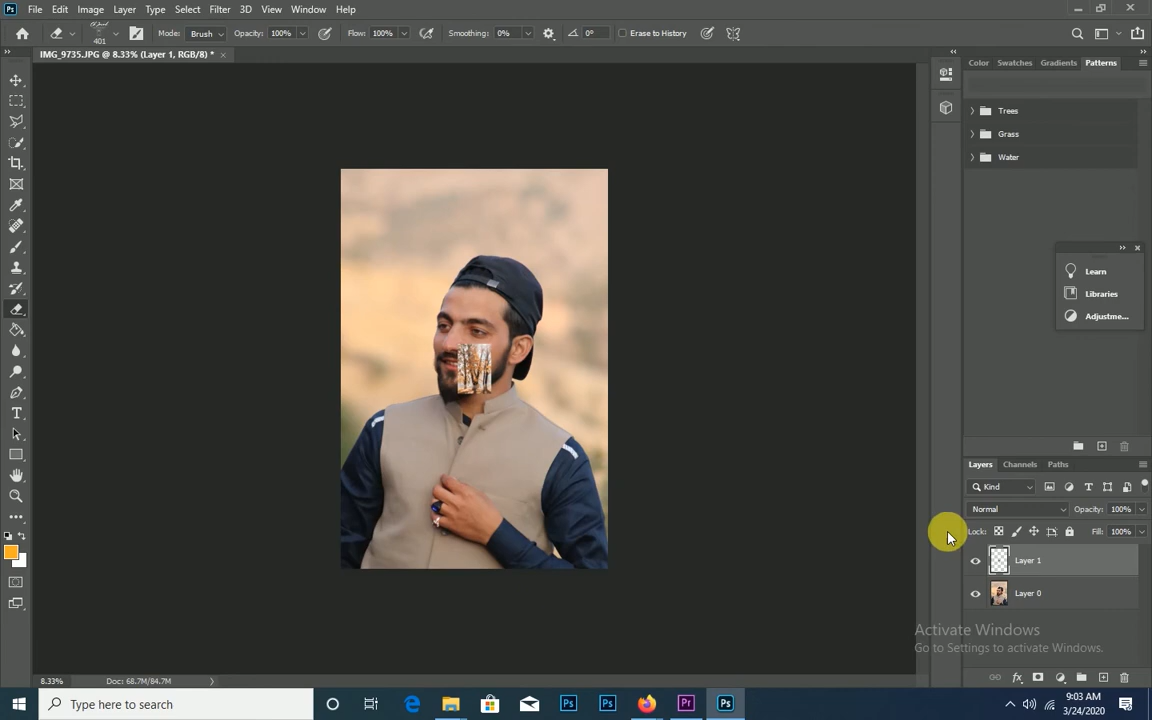 File Edit Image Layer Type Select Filter 3D View Window Help
401 Mode: Brush Opacity: 100% Flow: 100% Smoothing: 0% 0° Erase to History
IMG_9735.JPG @ 8.33% (Layer 1, RGB/8) *
Color Swatches Gradients Patterns
Trees
Grass
Water
Learn
Libraries
Adjustme...
Layers Channels Paths
Kind
Normal Opacity: 100%
Lock: Fill: 100%
Layer 1
Layer 0
Activate Windows
Go to Settings to activate Windows.
8.33% Doc: 68.7M/84.7M
Type here to search
9:03 AM
3/24/2020